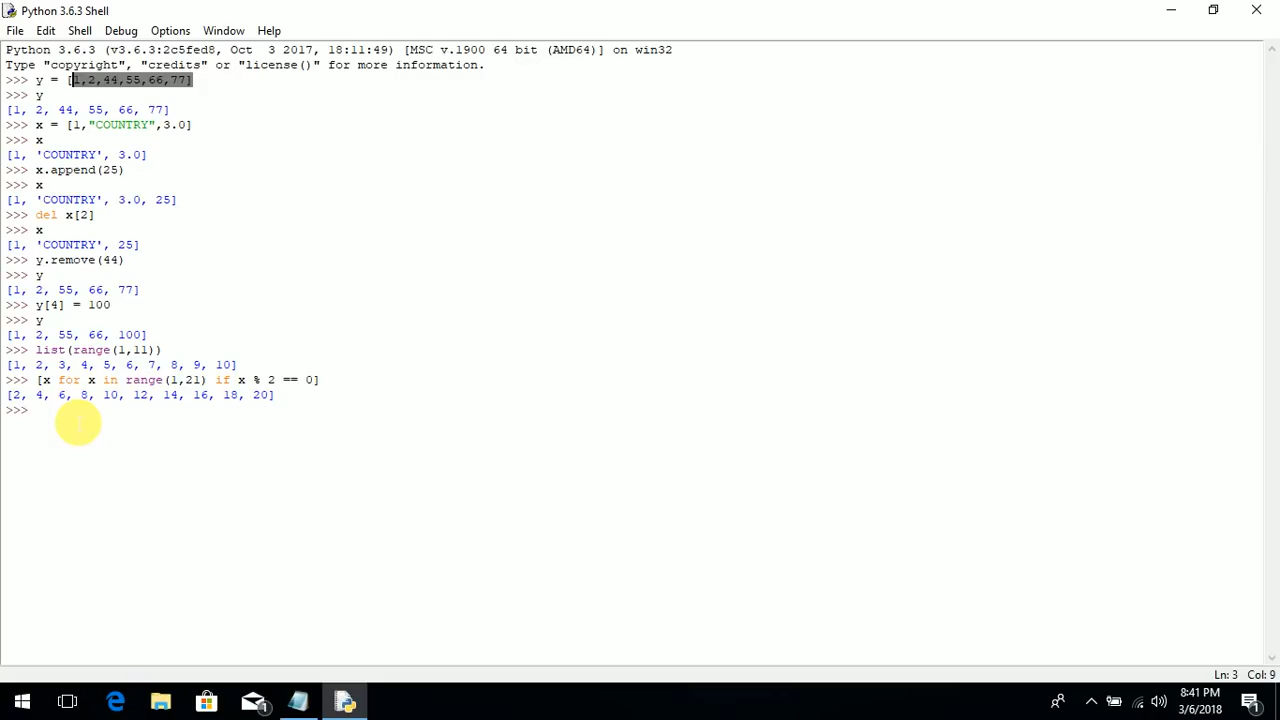 Python 3.6.3 Shell
File Edit Shell Debug Options Window Help
Python 3.6.3 (v3.6.3:2c5fed8, Oct  3 2017, 18:11:49) [MSC v.1900 64 bit (AMD64)] on win32
Type "copyright", "credits" or "license()" for more information.
>>> y = [1,2,44,55,66,77]
>>> y
[1, 2, 44, 55, 66, 77]
>>> x = [1,"COUNTRY",3.0]
>>> x
[1, 'COUNTRY', 3.0]
>>> x.append(25)
>>> x
[1, 'COUNTRY', 3.0, 25]
>>> del x[2]
>>> x
[1, 'COUNTRY', 25]
>>> y.remove(44)
>>> y
[1, 2, 55, 66, 77]
>>> y[4] = 100
>>> y
[1, 2, 55, 66, 100]
>>> list(range(1,11))
[1, 2, 3, 4, 5, 6, 7, 8, 9, 10]
>>> [x for x in range(1,21) if x % 2 == 0]
[2, 4, 6, 8, 10, 12, 14, 16, 18, 20]
>>>
Ln: 3 Col: 9
1
8:41 PM
3/6/2018
1